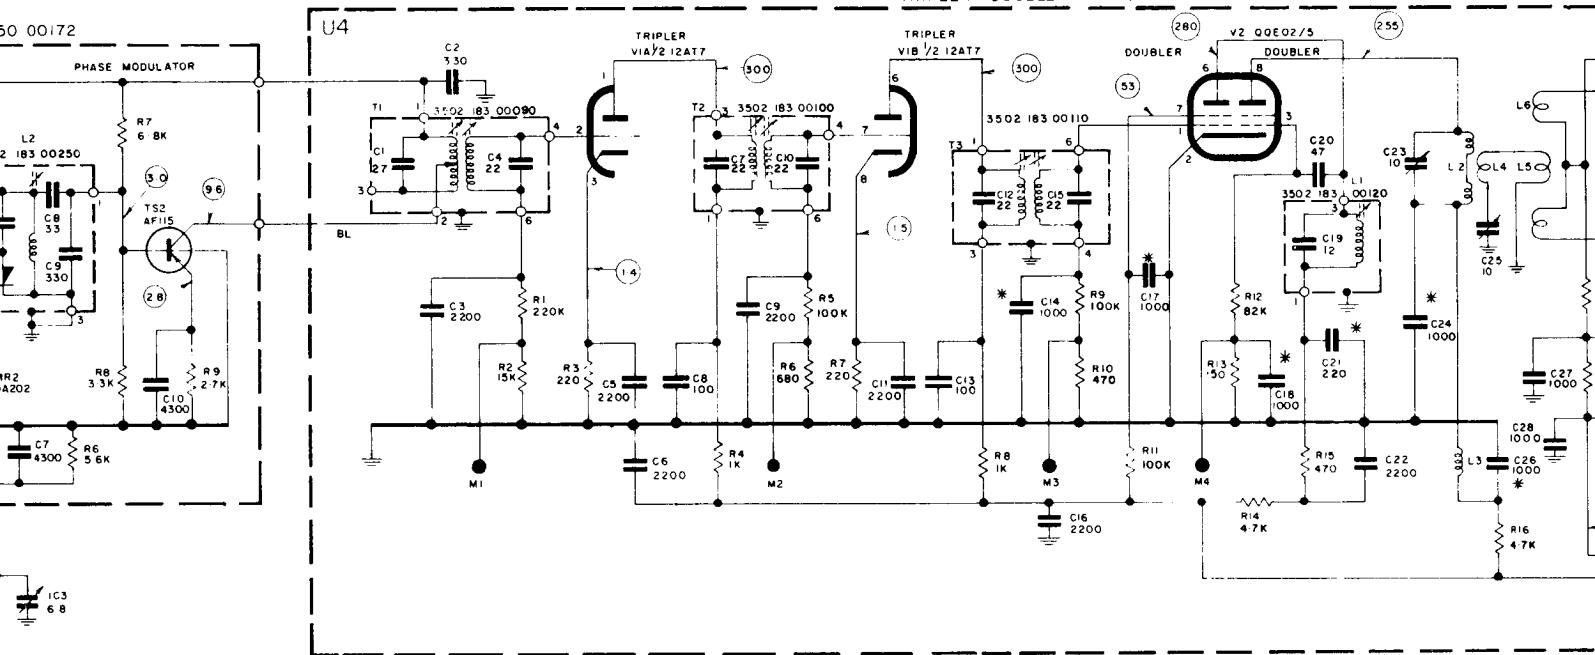 50 00172
U4
PHASE MODULATOR
C2
330
TRIPLER
V1A 1/2 12AT7
TRIPLER
V1B 1/2 12AT7
DOUBLER
V2 QQE02/5
DOUBLER
280
255
300
300
53
T1
3502 183 00090
T2
3502 183 00100
T3
3502 183 00110
3502 183 00120
L1
R7
6.8K
L2
2 183 00250
30
96
TS2
AF115
28
C8
33
C9
330
BL
C1
27
C4
22
C7
22
C10
22
C12
22
C15
22
C20
47
C19
12
C23
10
L2
L4
L5
L6
C25
10
1.4
1.5
C3
2200
R1
220K
R2
15K
R3
220
C5
2200
C8
100
C9
2200
R5
100K
R6
680
R7
220
C11
2200
C13
100
C14
1000
R9
100K
R10
470
C17
1000
R12
82K
R13
150
C18
1000
C21
220
C24
1000
C27
1000
C28
1000
C26
1000
L3
MR2
OA202
R8
3.3K
C10
4300
R9
2.7K
C7
4300
R6
5.6K
M1
C6
2200
R4
1K
M2
R8
1K
M3
C16
2200
R11
100K
M4
R14
4.7K
R15
470
C22
2200
R16
4.7K
IC3
6.8